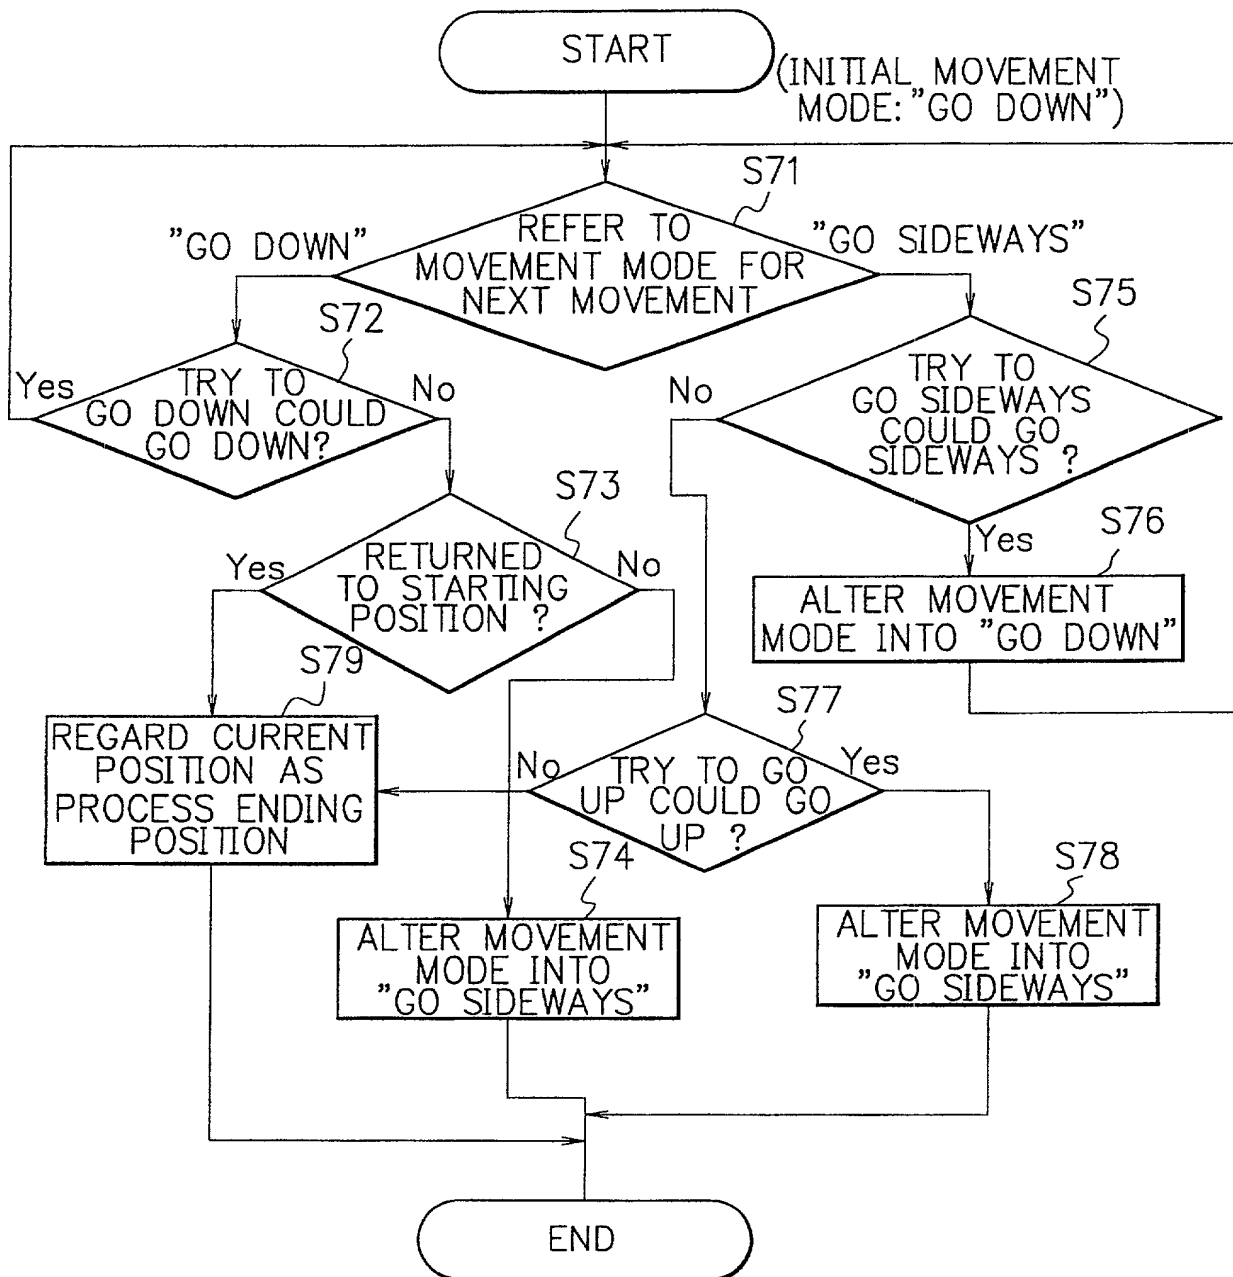 START
(INITIAL MOVEMENT
MODE: "GO DOWN")
S71
REFER TO
MOVEMENT MODE FOR
NEXT MOVEMENT
"GO DOWN"
"GO SIDEWAYS"
S72
TRY TO
GO DOWN COULD
GO DOWN?
Yes
No
S75
TRY TO
GO SIDEWAYS
COULD GO
SIDEWAYS ?
No
Yes
S73
RETURNED
TO STARTING
POSITION ?
Yes
No
S76
ALTER MOVEMENT
MODE INTO "GO DOWN"
S79
REGARD CURRENT
POSITION AS
PROCESS ENDING
POSITION
S77
TRY TO GO
UP COULD GO
UP ?
No
Yes
S74
ALTER MOVEMENT
MODE INTO
"GO SIDEWAYS"
S78
ALTER MOVEMENT
MODE INTO
"GO SIDEWAYS"
END